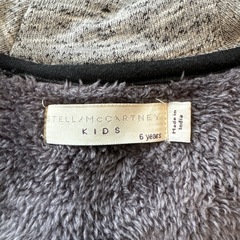 STELLA McCARTNEY
KIDS
6 years
Made in
India